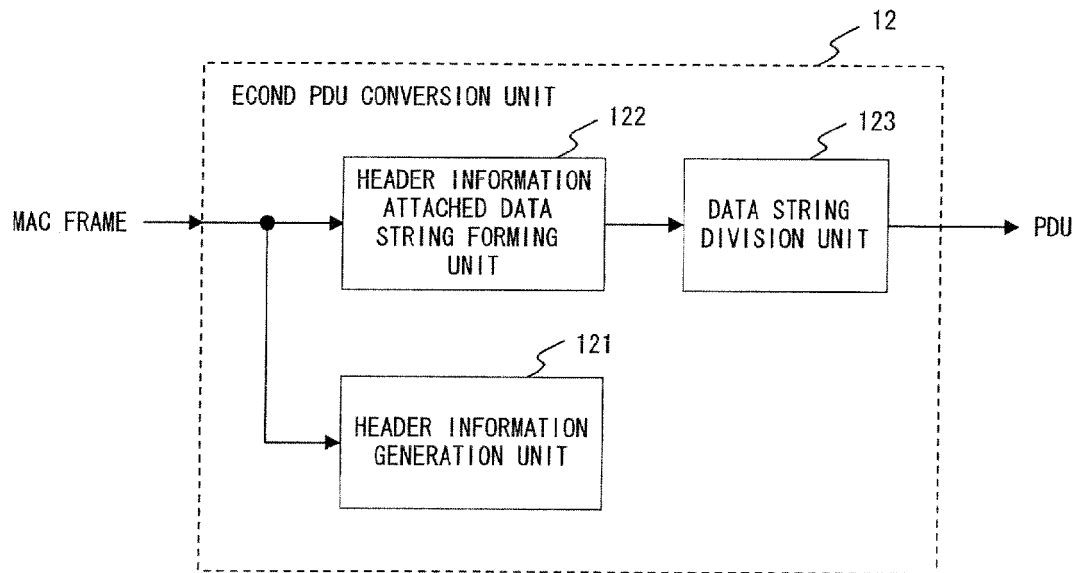 12
ECOND PDU CONVERSION UNIT
122
123
HEADER INFORMATION
ATTACHED DATA
STRING FORMING
UNIT
DATA STRING
DIVISION UNIT
MAC FRAME
PDU
121
HEADER INFORMATION
GENERATION UNIT